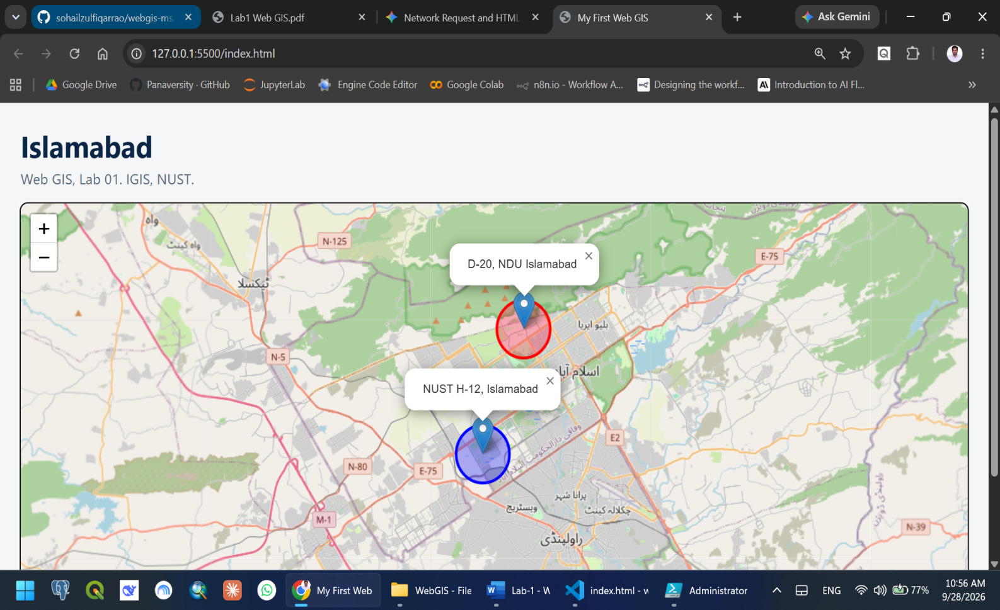 sohailzulfiqarrao/webgis-ms
Lab1 Web GIS.pdf
Network Request and HTML
My First Web GIS
Ask Gemini
127.0.0.1:5500/index.html
Google Drive
Panaversity · GitHub
JupyterLab
Engine Code Editor
Google Colab
n8n.io - Workflow A...
Designing the workf...
Introduction to AI Fl...
Islamabad
Web GIS, Lab 01. IGIS, NUST.
+
−
واہ
واہ کینٹ
N-125
E-75
D-20, NDU Islamabad
ٹیکسلا
بلیو ایریا
N-5
اسلام آباد
NUST H-12, Islamabad
E2
N-80
E-75
پرانا شہر
ویسٹریج
چکلالہ کینٹ
M-1
N-39
راولپنڈی
My First Web
WebGIS - File
Lab-1 - W
index.html - w
Administrator
ENG
77%
10:56 AM
9/28/2026